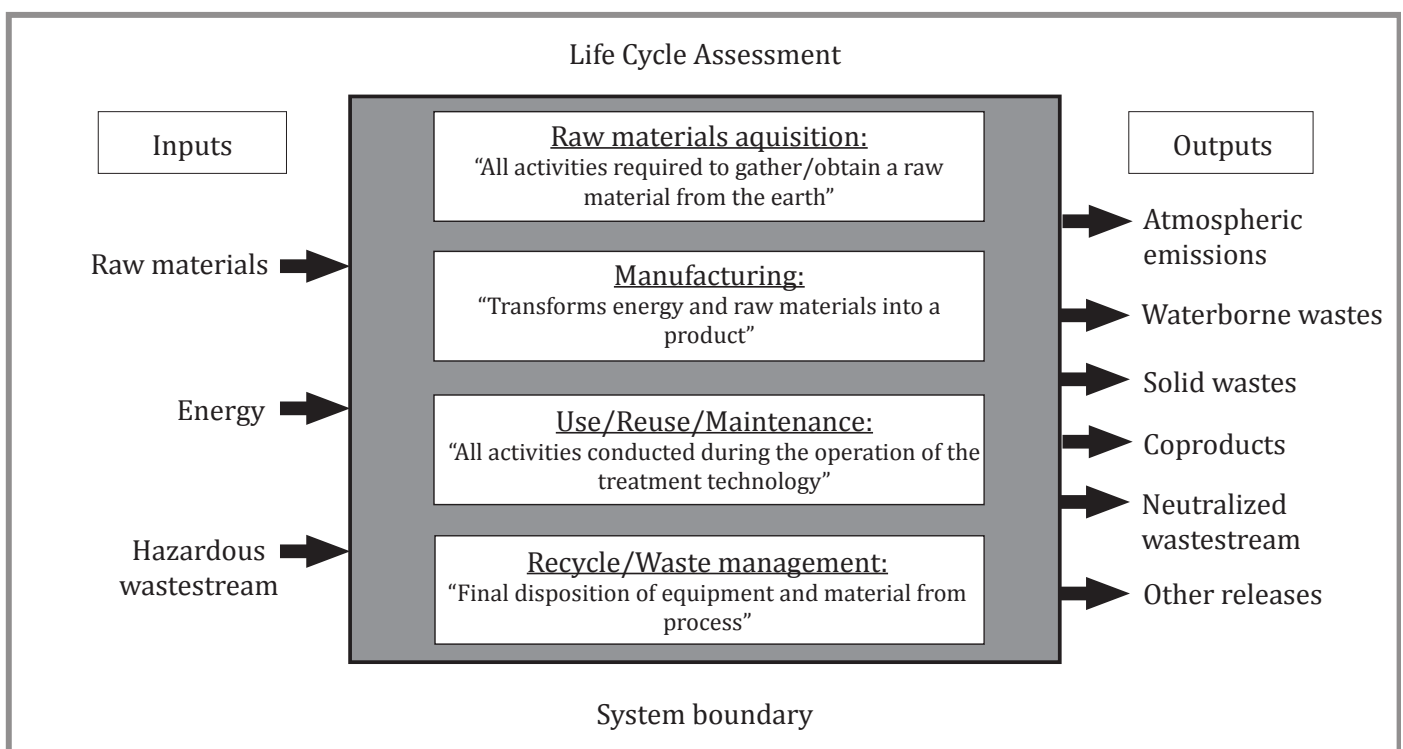 Life Cycle Assessment
Inputs
Raw materials
Energy
Hazardous
wastestream
Raw materials aquisition:
“All activities required to gather/obtain a raw
material from the earth”
Manufacturing:
“Transforms energy and raw materials into a
product”
Use/Reuse/Maintenance:
“All activities conducted during the operation of the
treatment technology”
Recycle/Waste management:
“Final disposition of equipment and material from
process”
Outputs
Atmospheric
emissions
Waterborne wastes
Solid wastes
Coproducts
Neutralized
wastestream
Other releases
System boundary